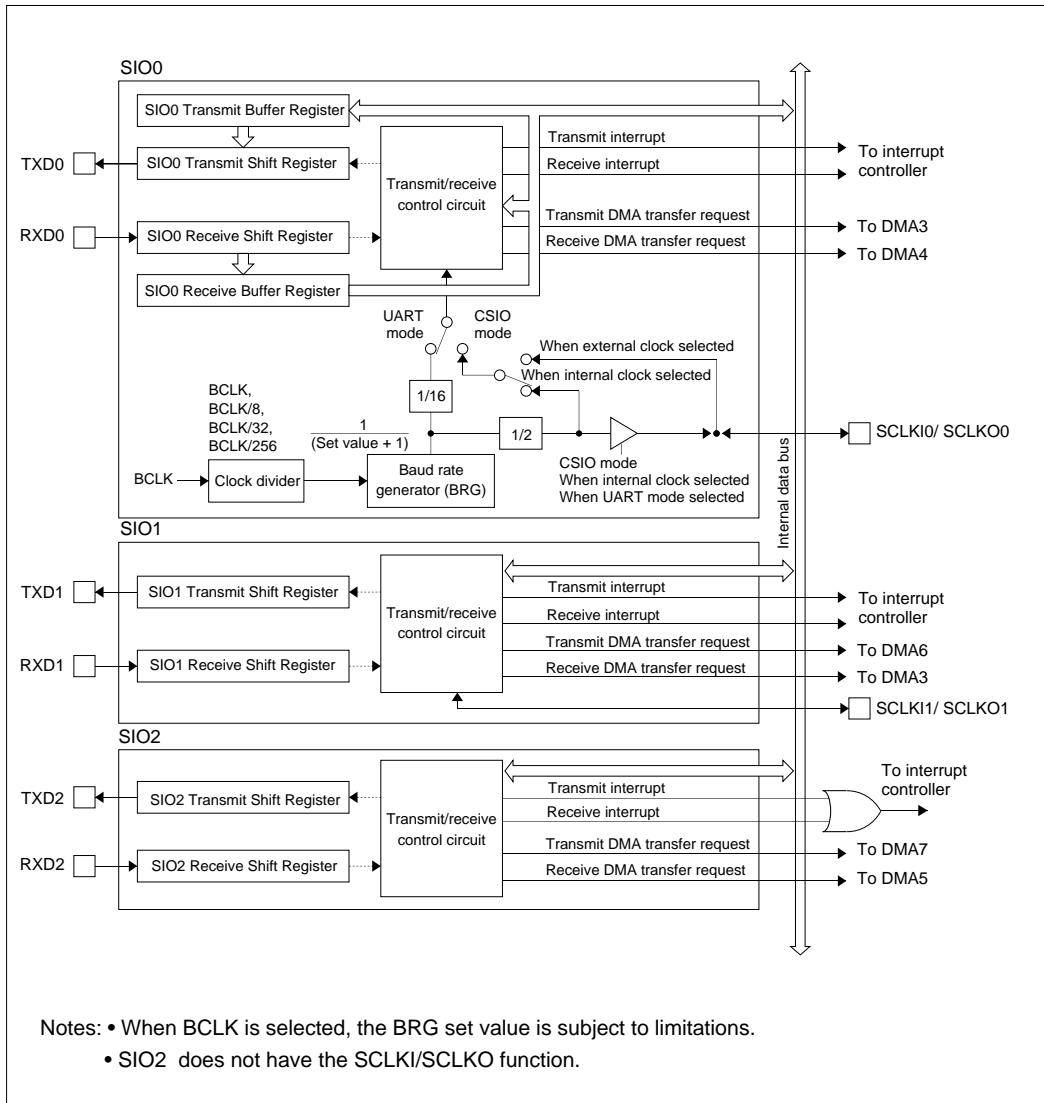 SIO0
SIO0 Transmit Buffer Register
TXD0
SIO0 Transmit Shift Register
RXD0
SIO0 Receive Shift Register
SIO0 Receive Buffer Register
Transmit/receive
control circuit
Transmit interrupt
Receive interrupt
To interrupt
controller
Transmit DMA transfer request
To DMA3
Receive DMA transfer request
To DMA4
UART
mode
CSIO
mode
When external clock selected
When internal clock selected
BCLK,
BCLK/8,
BCLK/32,
BCLK/256
1/16
1
(Set value + 1)
1/2
SCLKI0/ SCLKO0
BCLK
Clock divider
Baud rate
generator (BRG)
CSIO mode
When internal clock selected
When UART mode selected
Internal data bus
SIO1
TXD1
SIO1 Transmit Shift Register
RXD1
SIO1 Receive Shift Register
Transmit/receive
control circuit
Transmit interrupt
Receive interrupt
To interrupt
controller
Transmit DMA transfer request
To DMA6
Receive DMA transfer request
To DMA3
SCLKI1/ SCLKO1
SIO2
TXD2
SIO2 Transmit Shift Register
RXD2
SIO2 Receive Shift Register
Transmit/receive
control circuit
Transmit interrupt
Receive interrupt
To interrupt
controller
Transmit DMA transfer request
To DMA7
Receive DMA transfer request
To DMA5
Notes: • When BCLK is selected, the BRG set value is subject to limitations.
• SIO2 does not have the SCLKI/SCLKO function.